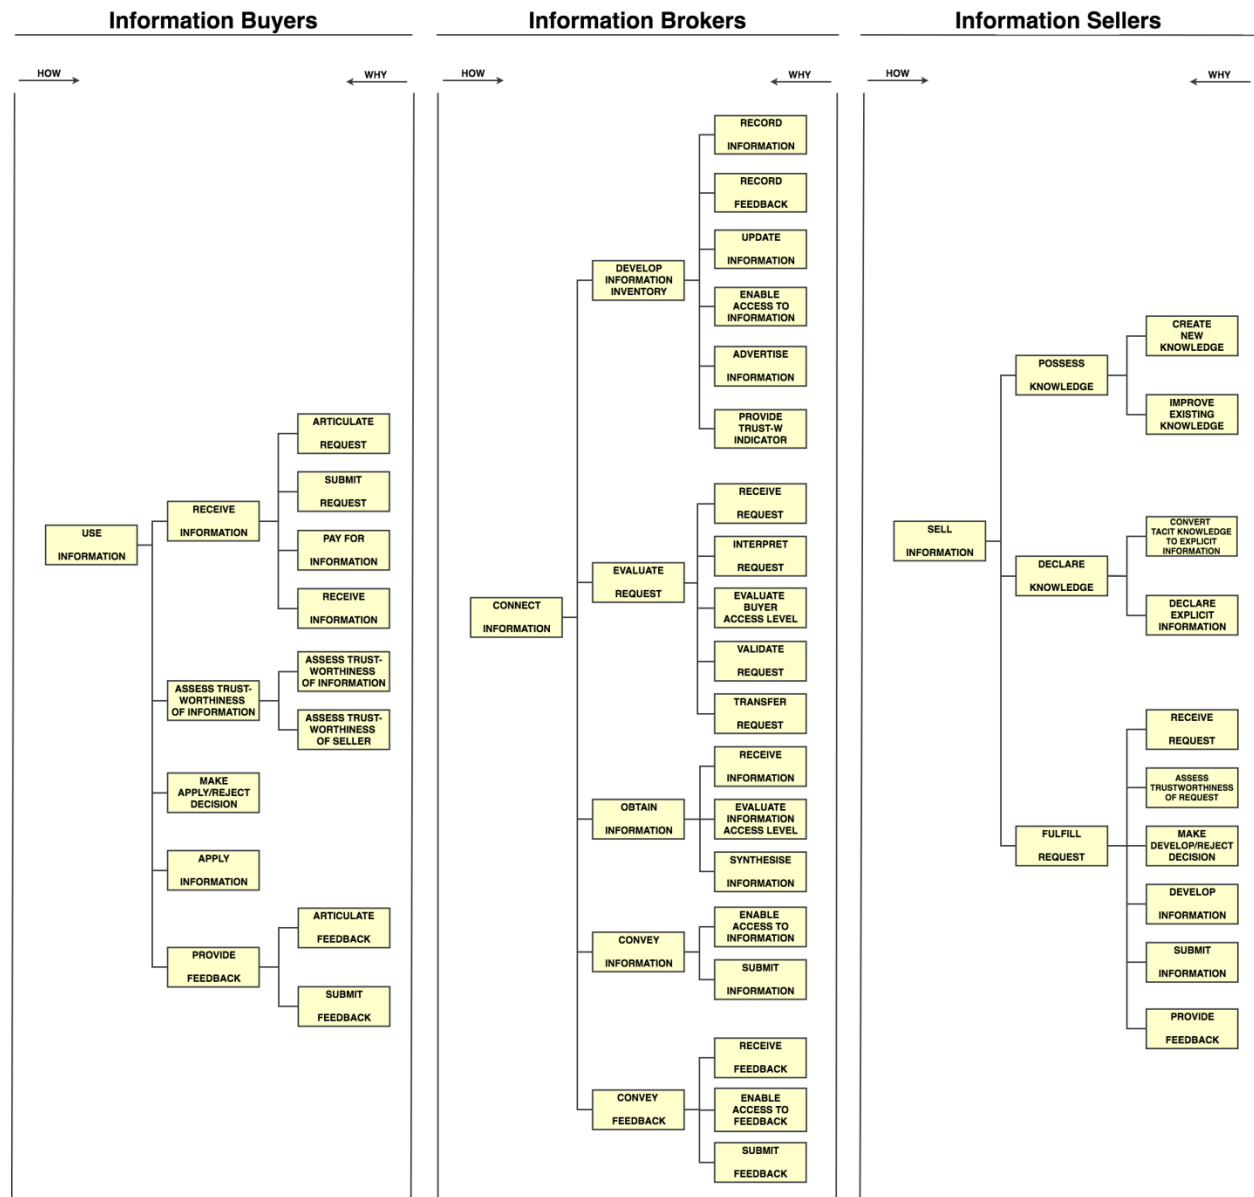 Information Buyers
HOW
WHY
USE
INFORMATION
RECEIVE
INFORMATION
ARTICULATE
REQUEST
SUBMIT
REQUEST
PAY FOR
INFORMATION
RECEIVE
INFORMATION
ASSESS TRUST-
WORTHINESS
OF INFORMATION
ASSESS TRUST-
WORTHINESS
OF INFORMATION
ASSESS TRUST-
WORTHINESS
OF SELLER
MAKE
APPLY/REJECT
DECISION
APPLY
INFORMATION
PROVIDE
FEEDBACK
ARTICULATE
FEEDBACK
SUBMIT
FEEDBACK
Information Brokers
HOW
WHY
CONNECT
INFORMATION
DEVELOP
INFORMATION
INVENTORY
RECORD
INFORMATION
RECORD
FEEDBACK
UPDATE
INFORMATION
ENABLE
ACCESS TO
INFORMATION
ADVERTISE
INFORMATION
PROVIDE
TRUST-W
INDICATOR
EVALUATE
REQUEST
RECEIVE
REQUEST
INTERPRET
REQUEST
EVALUATE
BUYER
ACCESS LEVEL
VALIDATE
REQUEST
TRANSFER
REQUEST
OBTAIN
INFORMATION
RECEIVE
INFORMATION
EVALUATE
INFORMATION
ACCESS LEVEL
SYNTHESISE
INFORMATION
CONVEY
INFORMATION
ENABLE
ACCESS TO
INFORMATION
SUBMIT
INFORMATION
CONVEY
FEEDBACK
RECEIVE
FEEDBACK
ENABLE
ACCESS TO
FEEDBACK
SUBMIT
FEEDBACK
Information Sellers
HOW
WHY
SELL
INFORMATION
POSSESS
KNOWLEDGE
CREATE
NEW
KNOWLEDGE
IMPROVE
EXISTING
KNOWLEDGE
DECLARE
KNOWLEDGE
CONVERT
TACIT KNOWLEDGE
TO EXPLICIT
INFORMATION
DECLARE
EXPLICIT
INFORMATION
FULFILL
REQUEST
RECEIVE
REQUEST
ASSESS
TRUSTWORTHINESS
OF REQUEST
MAKE
DEVELOP/REJECT
DECISION
DEVELOP
INFORMATION
SUBMIT
INFORMATION
PROVIDE
FEEDBACK